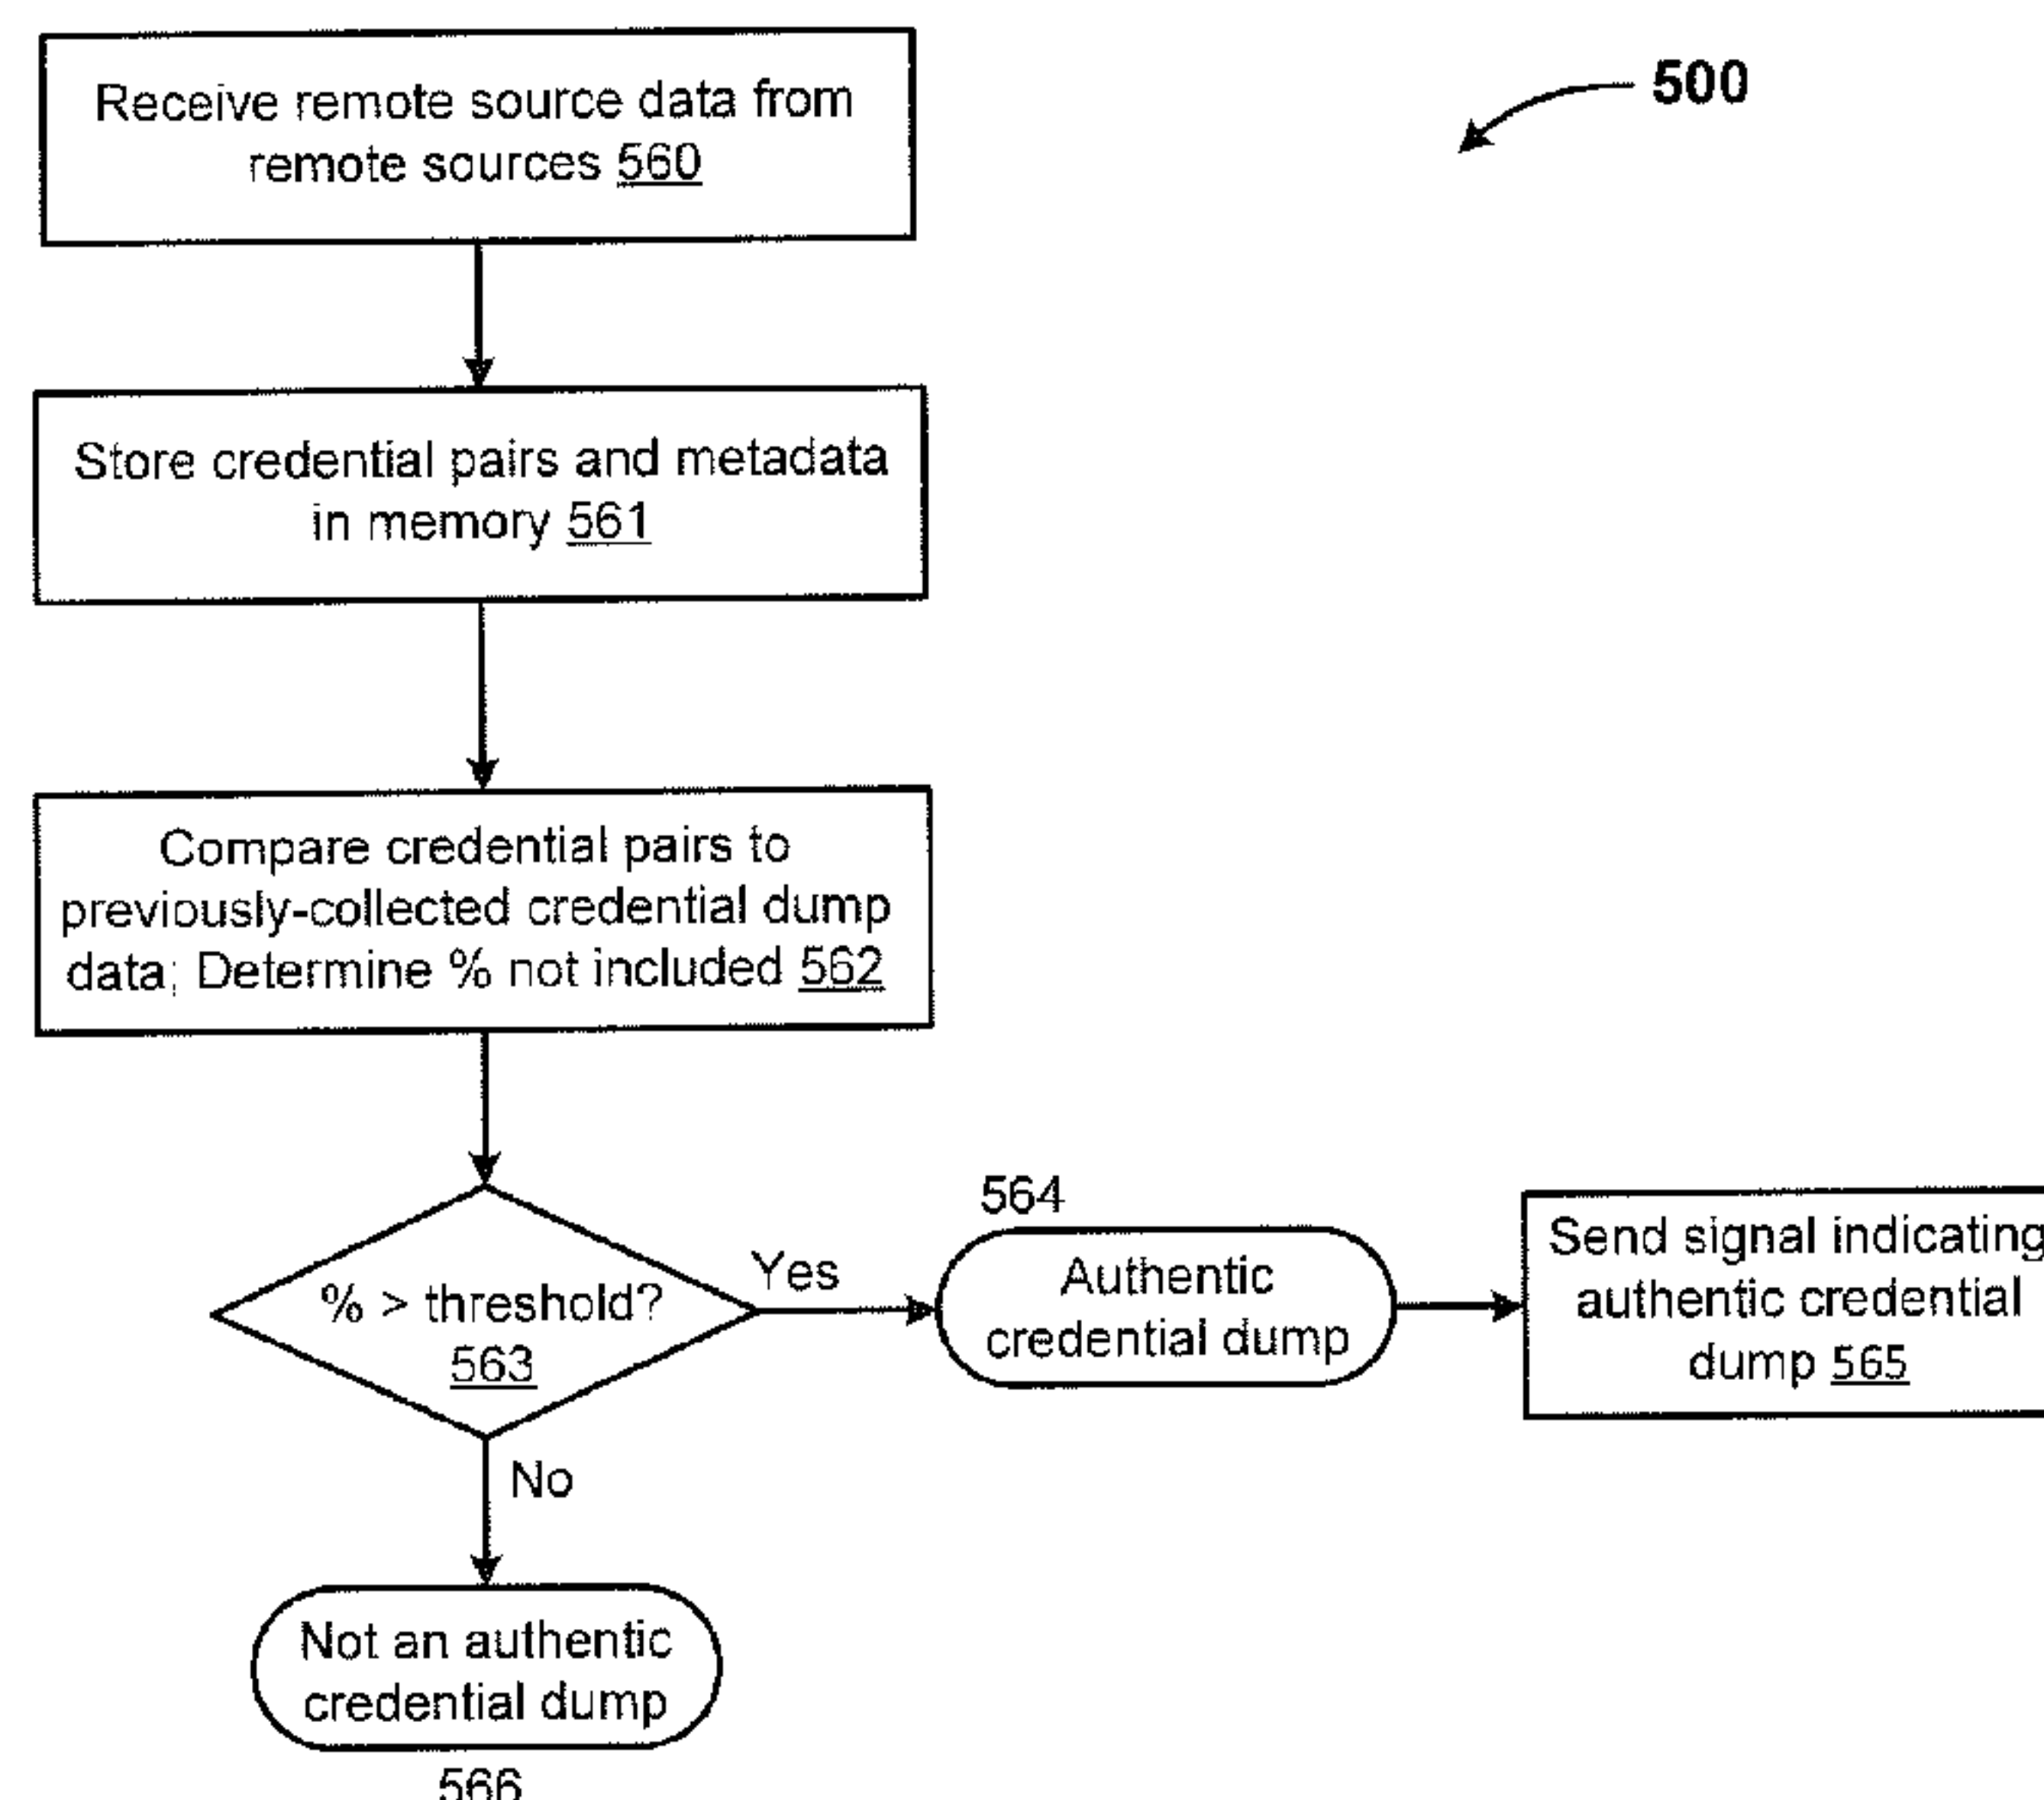 500
Receive remote source data from
remote sources 560
Store credential pairs and metadata
in memory 561
Compare credential pairs to
previously-collected credential dump
data; Determine % not included 562
% > threshold?
563
Yes
564
Authentic
credential dump
Send signal indicating
authentic credential
dump 565
No
Not an authentic
credential dump
566